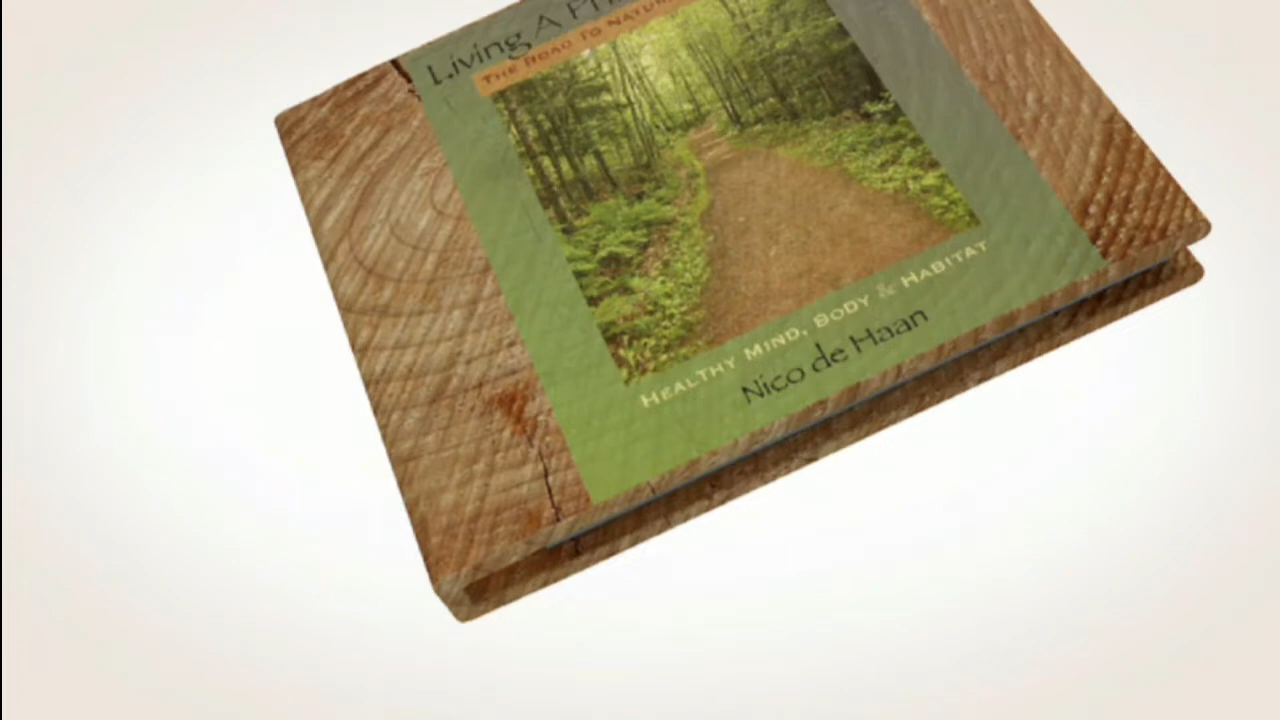 Living A
THE ROAD TO
HEALTHY MIND, BODY & HABITAT
Nico de Haan